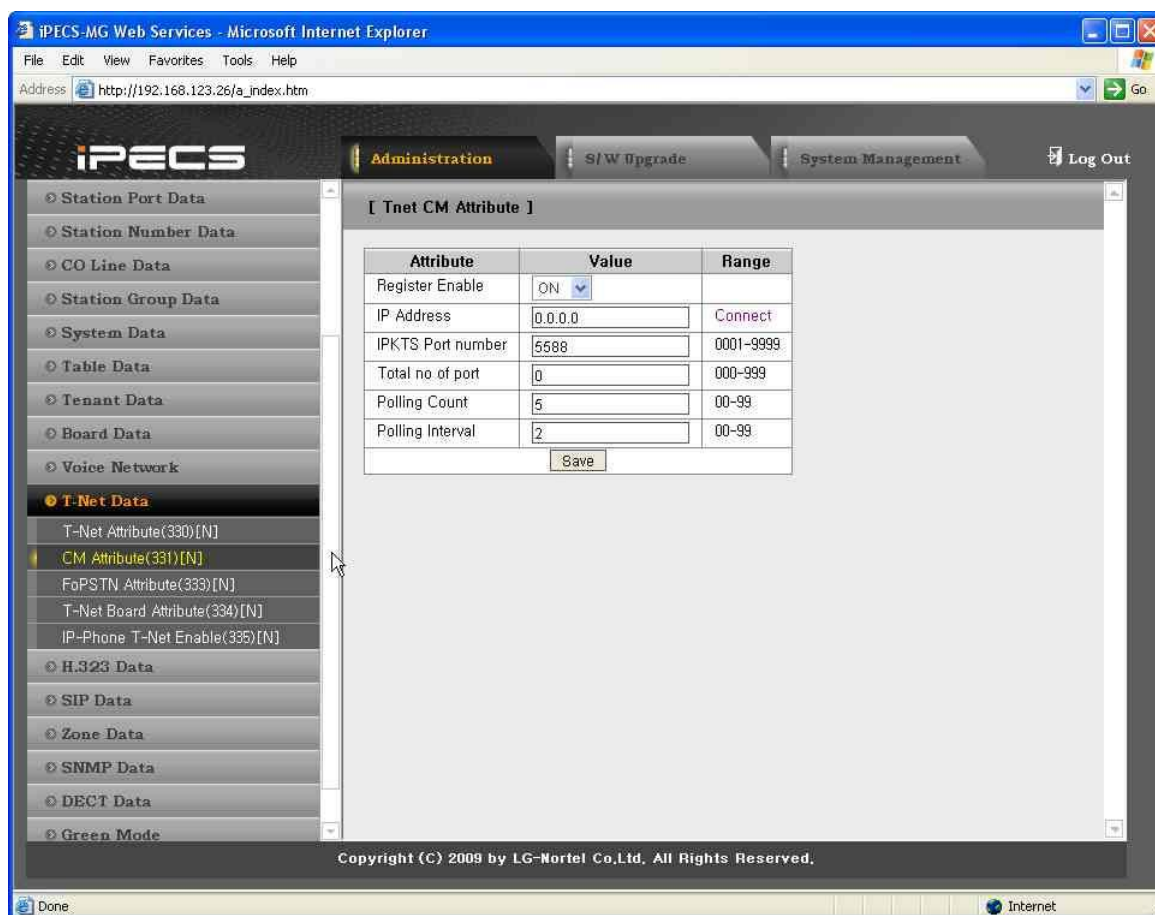 iPECS-MG Web Services - Microsoft Internet Explorer
File Edit View Favorites Tools Help
Address http://192.168.123.26/a_index.htm Go
iPECS Administration S/W Upgrade System Management Log Out
Station Port Data
Station Number Data
CO Line Data
Station Group Data
System Data
Table Data
Tenant Data
Board Data
Voice Network
T-Net Data
T-Net Attribute(330)[N]
CM Attribute(331)[N]
FoPSTN Attribute(333)[N]
T-Net Board Attribute(334)[N]
IP-Phone T-Net Enable(335)[N]
H.323 Data
SIP Data
Zone Data
SNMP Data
DECT Data
Green Mode
[ Tnet CM Attribute ]
Attribute Value Range
Register Enable ON
IP Address 0.0.0.0 Connect
IPKTS Port number 5588 0001-9999
Total no of port 0 000-999
Polling Count 5 00-99
Polling Interval 2 00-99
Save
Copyright (C) 2009 by LG-Nortel Co,Ltd, All Rights Reserved.
Done Internet